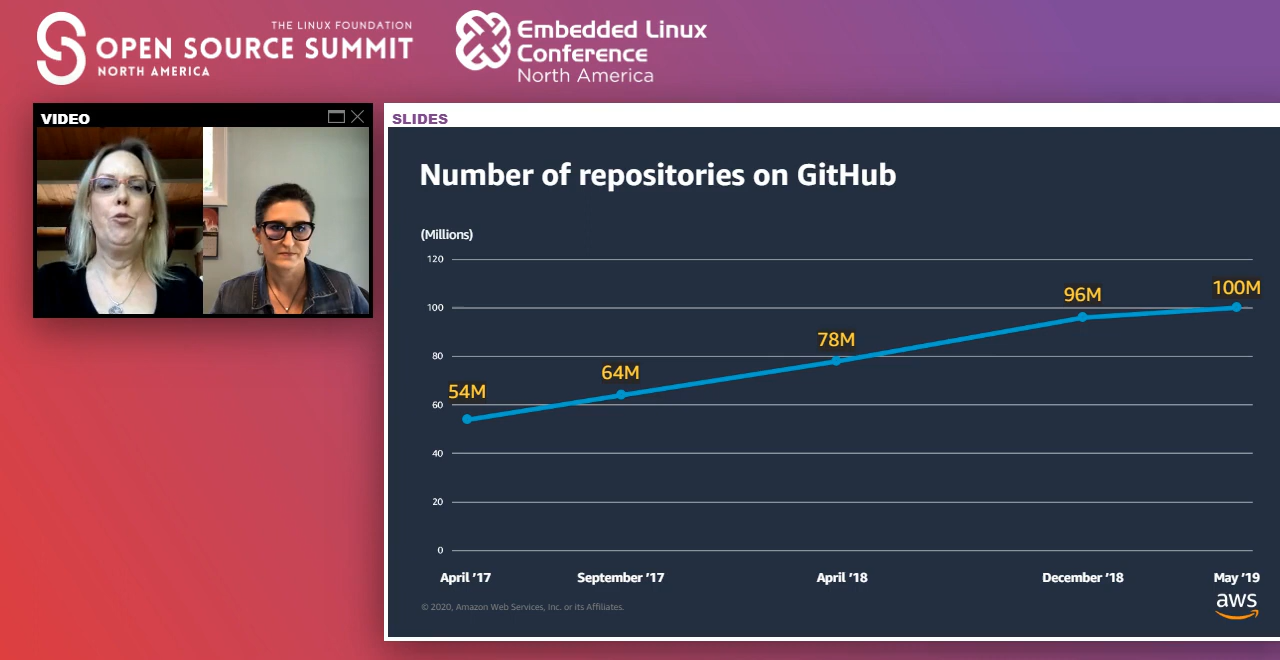 THE LINUX FOUNDATION
OPEN SOURCE SUMMIT
NORTH AMERICA
Embedded Linux
Conference
North America
VIDEO
SLIDES
Number of repositories on GitHub
(Millions)
120
100
80
60
40
20
0
54M
64M
78M
96M
100M
April ’17
September ’17
April ’18
December ’18
May ’19
© 2020, Amazon Web Services, Inc. or its Affiliates.
aws